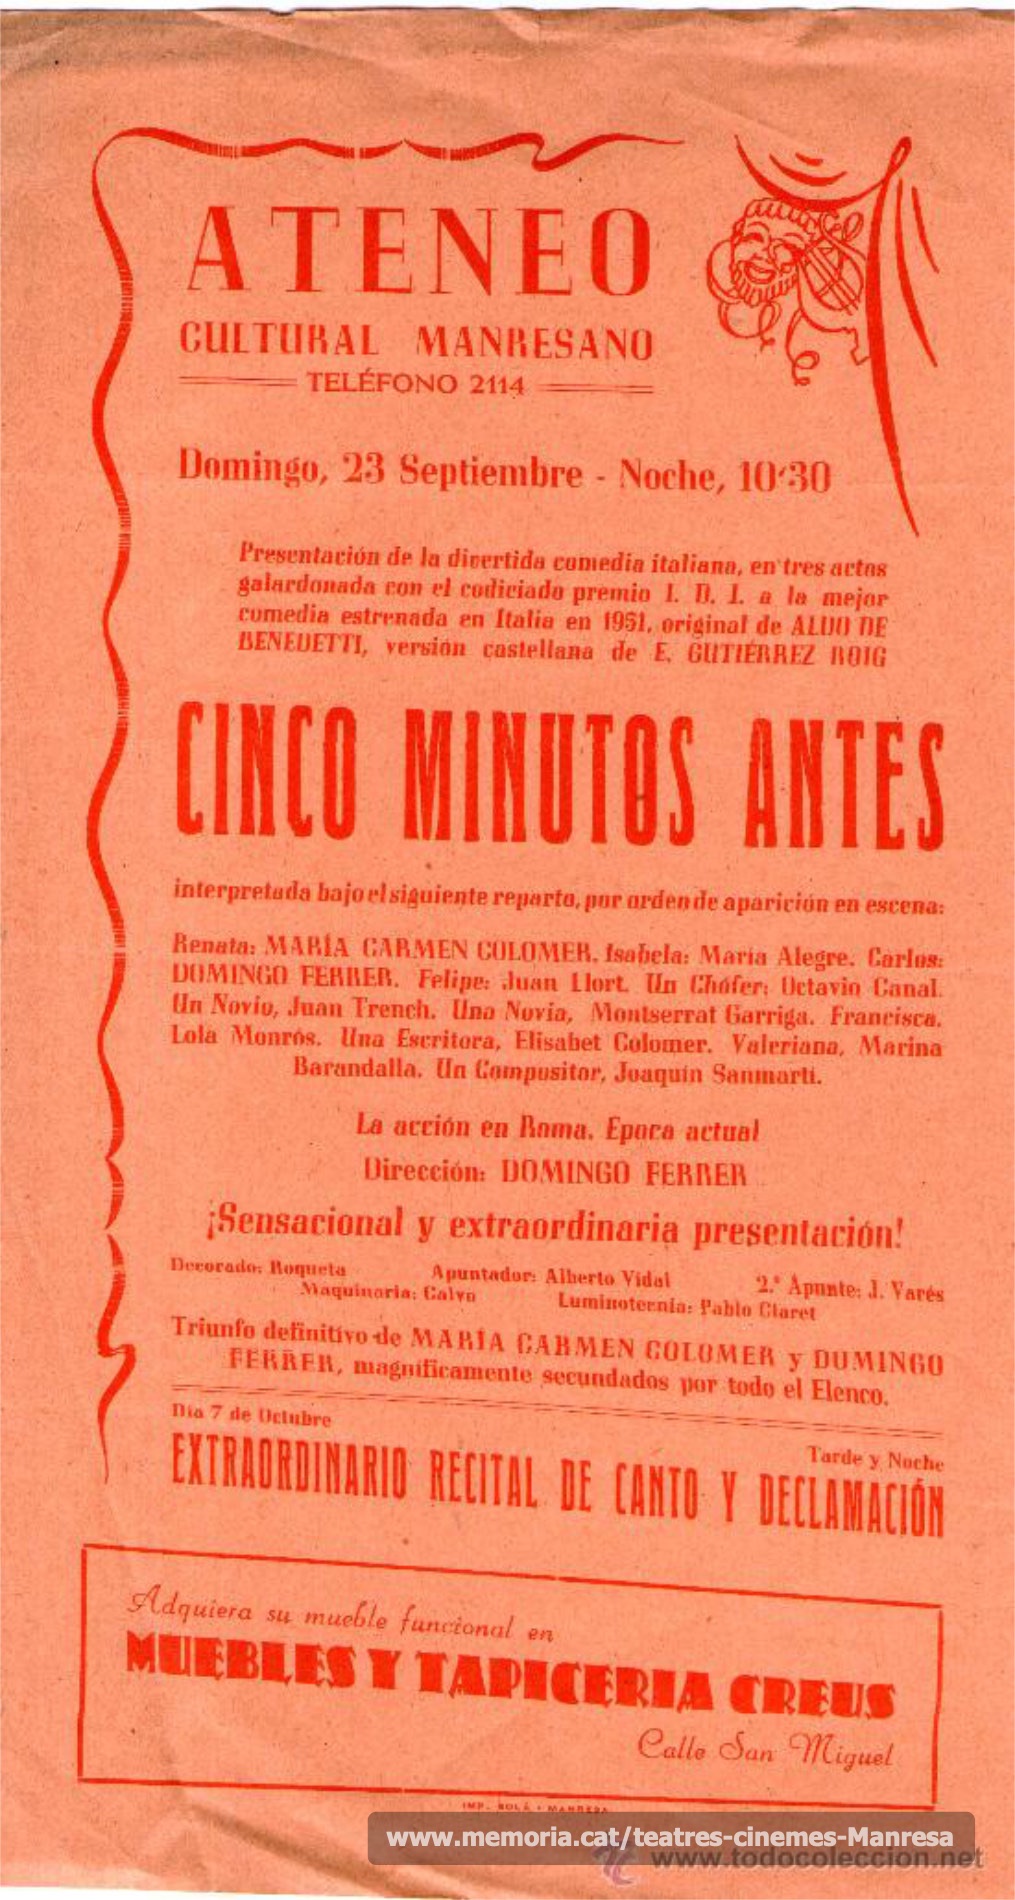 ATENEO
CULTURAL MANRESANO
TELÉFONO 2114
Domingo, 23 Septiembre - Noche, 10'30
Presentación de la divertida comedia italiana, en tres actos
galardonada con el codiciado premio I. D. I. a la mejor
comedia estrenada en Italia en 1951, original de ALDO DE
BENEDETTI, versión castellana de E. GUTIÉRREZ ROIG
CINCO MINUTOS ANTES
interpretada bajo el siguiente reparto, por orden de aparición en escena:
Renata: MARÍA CARMEN COLOMER. Isabela: María Alegre. Carlos:
DOMINGO FERRER. Felipe: Juan Llort. Un Chófer: Octavio Canal.
Un Novio, Juan Trench. Una Novia, Montserrat Garriga. Francisca,
Lola Monrós. Una Escritora, Elisabet Colomer. Valeriana, Marina
Barandalla. Un Compositor, Joaquín Sanmartí.
La acción en Roma. Epoca actual
Dirección: DOMINGO FERRER
¡Sensacional y extraordinaria presentación!
Decorado: Roqueta Apuntador: Alberto Vidal 2.º Apunte: J. Varés
Maquinaria: Calvo Luminotecnia: Pablo Claret
Triunfo definitivo de MARÍA CARMEN COLOMER y DOMINGO
FERRER, magníficamente secundados por todo el Elenco.
Día 7 de Octubre Tarde y Noche
EXTRAORDINARIO RECITAL DE CANTO Y DECLAMACIÓN
Adquiera su mueble funcional en
MUEBLES Y TAPICERIA CREUS
Calle San Miguel
IMP. SOLÁ - MANRESA
www.memoria.cat/teatres-cinemes-Manresa
www.todocoleccion.net